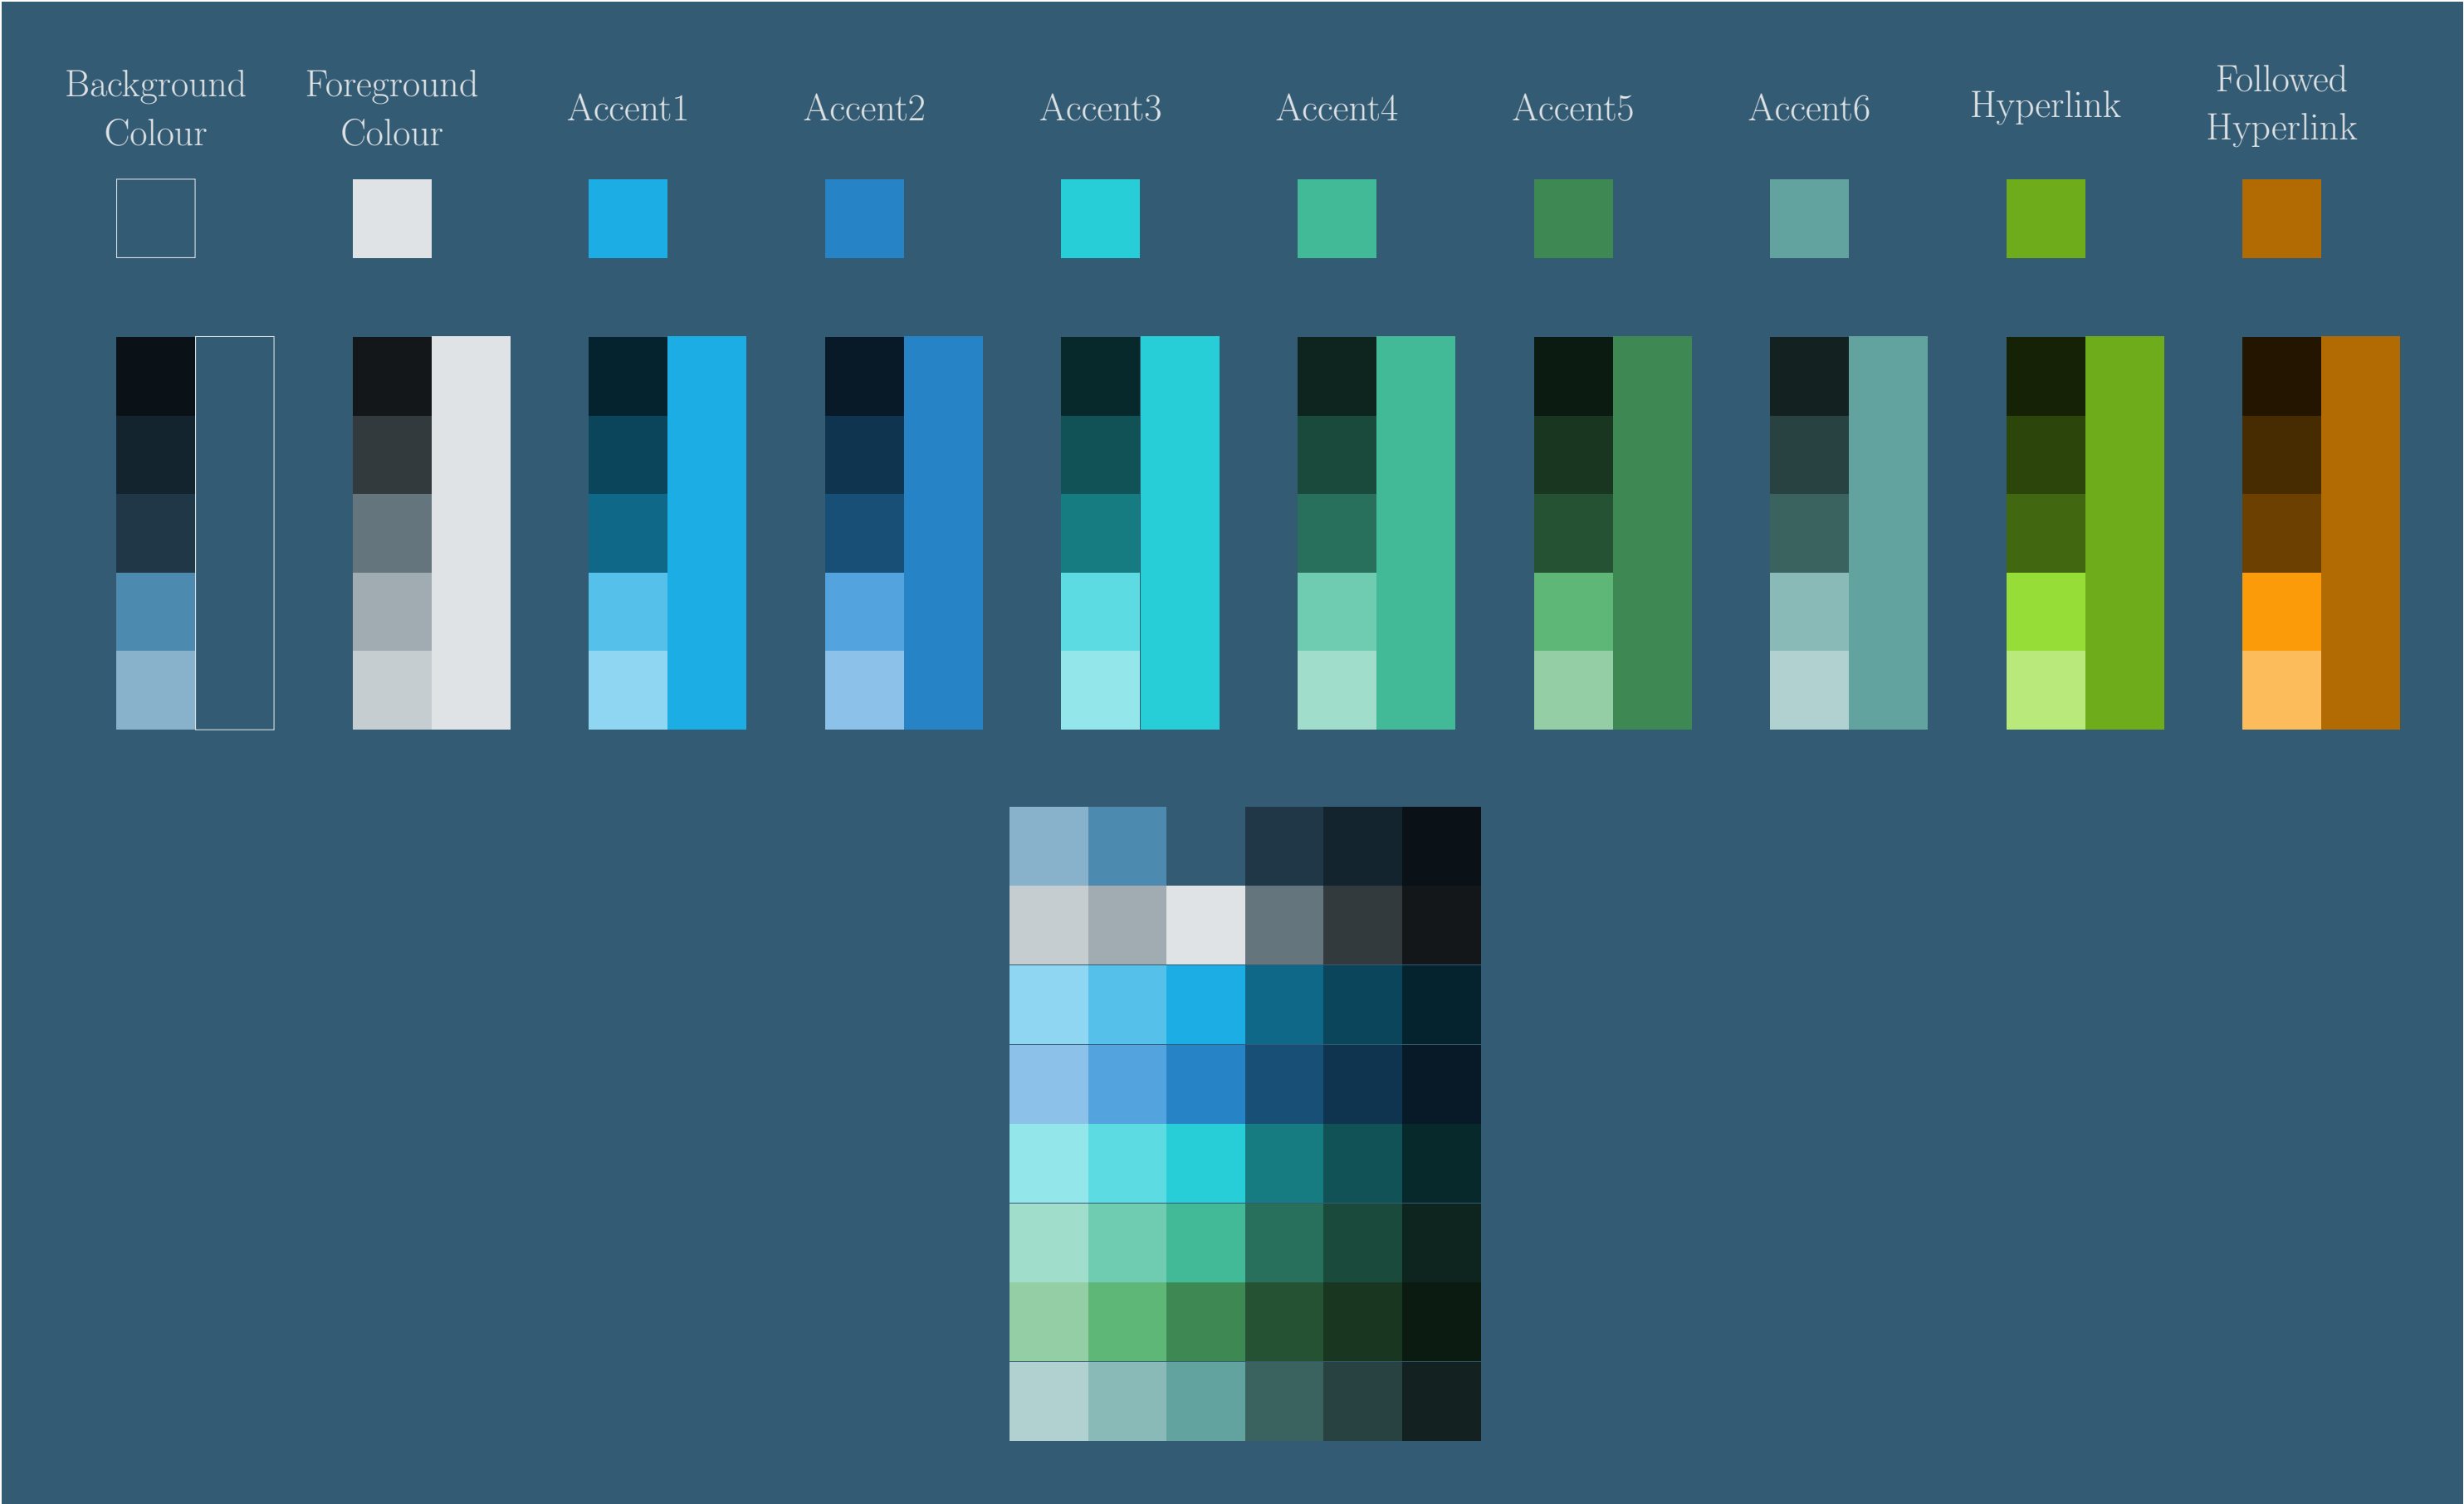 Background
Colour
Foreground
Colour
Accent1
Accent2
Accent3
Accent4
Accent5
Accent6
Hyperlink
Followed
Hyperlink